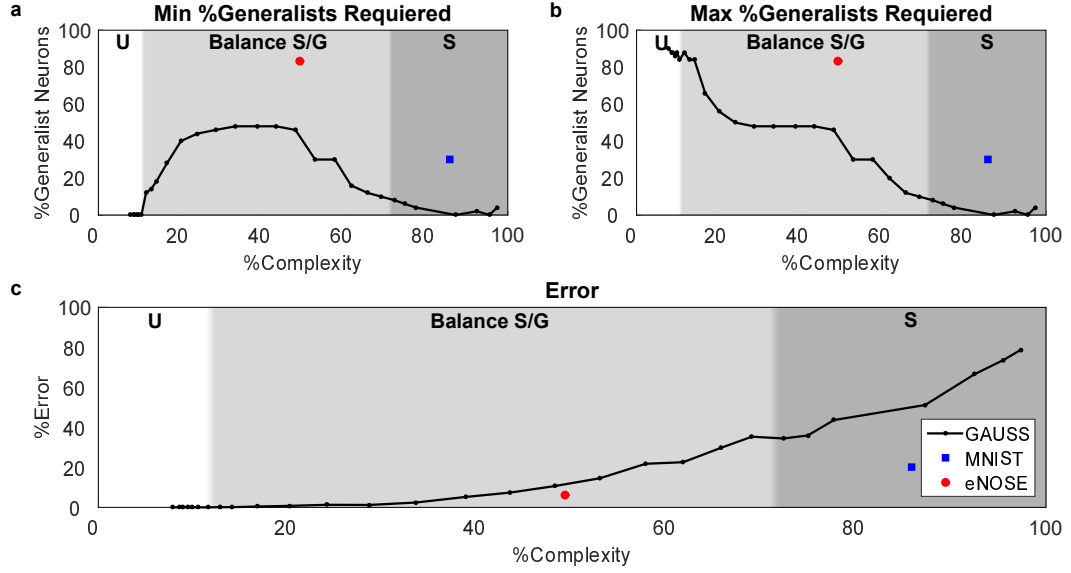 a
Min %Generalists Requiered
U
Balance S/G
S
%Generalist Neurons
100
80
60
40
20
0
0 20 40 60 80 100
%Complexity
b
Max %Generalists Requiered
U
Balance S/G
S
%Generalist Neurons
100
80
60
40
20
0
0 20 40 60 80 100
%Complexity
c
Error
U
Balance S/G
S
%Error
100
80
60
40
20
0
0 20 40 60 80 100
%Complexity
GAUSS
MNIST
eNOSE